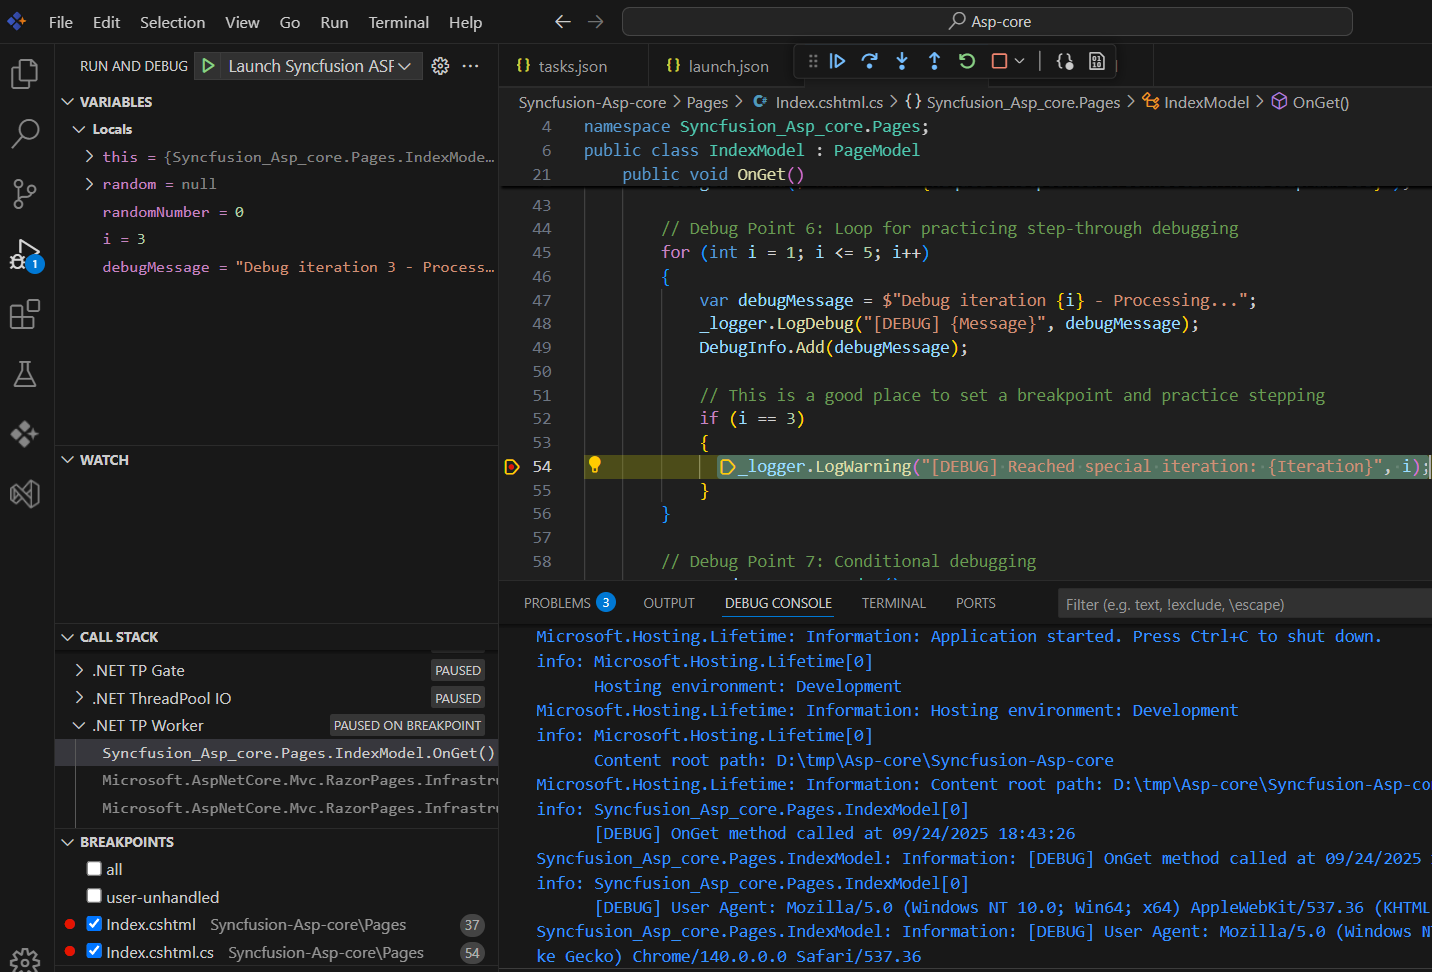 File Edit Selection View Go Run Terminal Help
Asp-core
RUN AND DEBUG
Launch Syncfusion ASF
VARIABLES
Locals
this = {Syncfusion_Asp_core.Pages.IndexMode…
random = null
randomNumber = 0
i = 3
debugMessage = "Debug iteration 3 - Process…
WATCH
CALL STACK
.NET TP Gate PAUSED
.NET ThreadPool IO PAUSED
.NET TP Worker PAUSED ON BREAKPOINT
Syncfusion_Asp_core.Pages.IndexModel.OnGet()
Microsoft.AspNetCore.Mvc.RazorPages.Infrastru
Microsoft.AspNetCore.Mvc.RazorPages.Infrastru
BREAKPOINTS
all
user-unhandled
Index.cshtml Syncfusion-Asp-core\Pages 37
Index.cshtml.cs Syncfusion-Asp-core\Pages 54
1
{} tasks.json
{} launch.json
Syncfusion-Asp-core > Pages > C# Index.cshtml.cs > {} Syncfusion_Asp_core.Pages > IndexModel > OnGet()
4 namespace Syncfusion_Asp_core.Pages;
6 public class IndexModel : PageModel
21 public void OnGet()
43
44 // Debug Point 6: Loop for practicing step-through debugging
45 for (int i = 1; i <= 5; i++)
46 {
47 var debugMessage = $"Debug iteration {i} - Processing...";
48 _logger.LogDebug("[DEBUG] {Message}", debugMessage);
49 DebugInfo.Add(debugMessage);
50
51 // This is a good place to set a breakpoint and practice stepping
52 if (i == 3)
53 {
54 _logger.LogWarning("[DEBUG] Reached special iteration: {Iteration}", i);
55 }
56 }
57
58 // Debug Point 7: Conditional debugging
PROBLEMS 3 OUTPUT DEBUG CONSOLE TERMINAL PORTS
Filter (e.g. text, !exclude, \escape)
Microsoft.Hosting.Lifetime: Information: Application started. Press Ctrl+C to shut down.
info: Microsoft.Hosting.Lifetime[0]
Hosting environment: Development
Microsoft.Hosting.Lifetime: Information: Hosting environment: Development
info: Microsoft.Hosting.Lifetime[0]
Content root path: D:\tmp\Asp-core\Syncfusion-Asp-core
Microsoft.Hosting.Lifetime: Information: Content root path: D:\tmp\Asp-core\Syncfusion-Asp-co
info: Syncfusion_Asp_core.Pages.IndexModel[0]
[DEBUG] OnGet method called at 09/24/2025 18:43:26
Syncfusion_Asp_core.Pages.IndexModel: Information: [DEBUG] OnGet method called at 09/24/2025
info: Syncfusion_Asp_core.Pages.IndexModel[0]
[DEBUG] User Agent: Mozilla/5.0 (Windows NT 10.0; Win64; x64) AppleWebKit/537.36 (KHTML
Syncfusion_Asp_core.Pages.IndexModel: Information: [DEBUG] User Agent: Mozilla/5.0 (Windows N
ke Gecko) Chrome/140.0.0.0 Safari/537.36